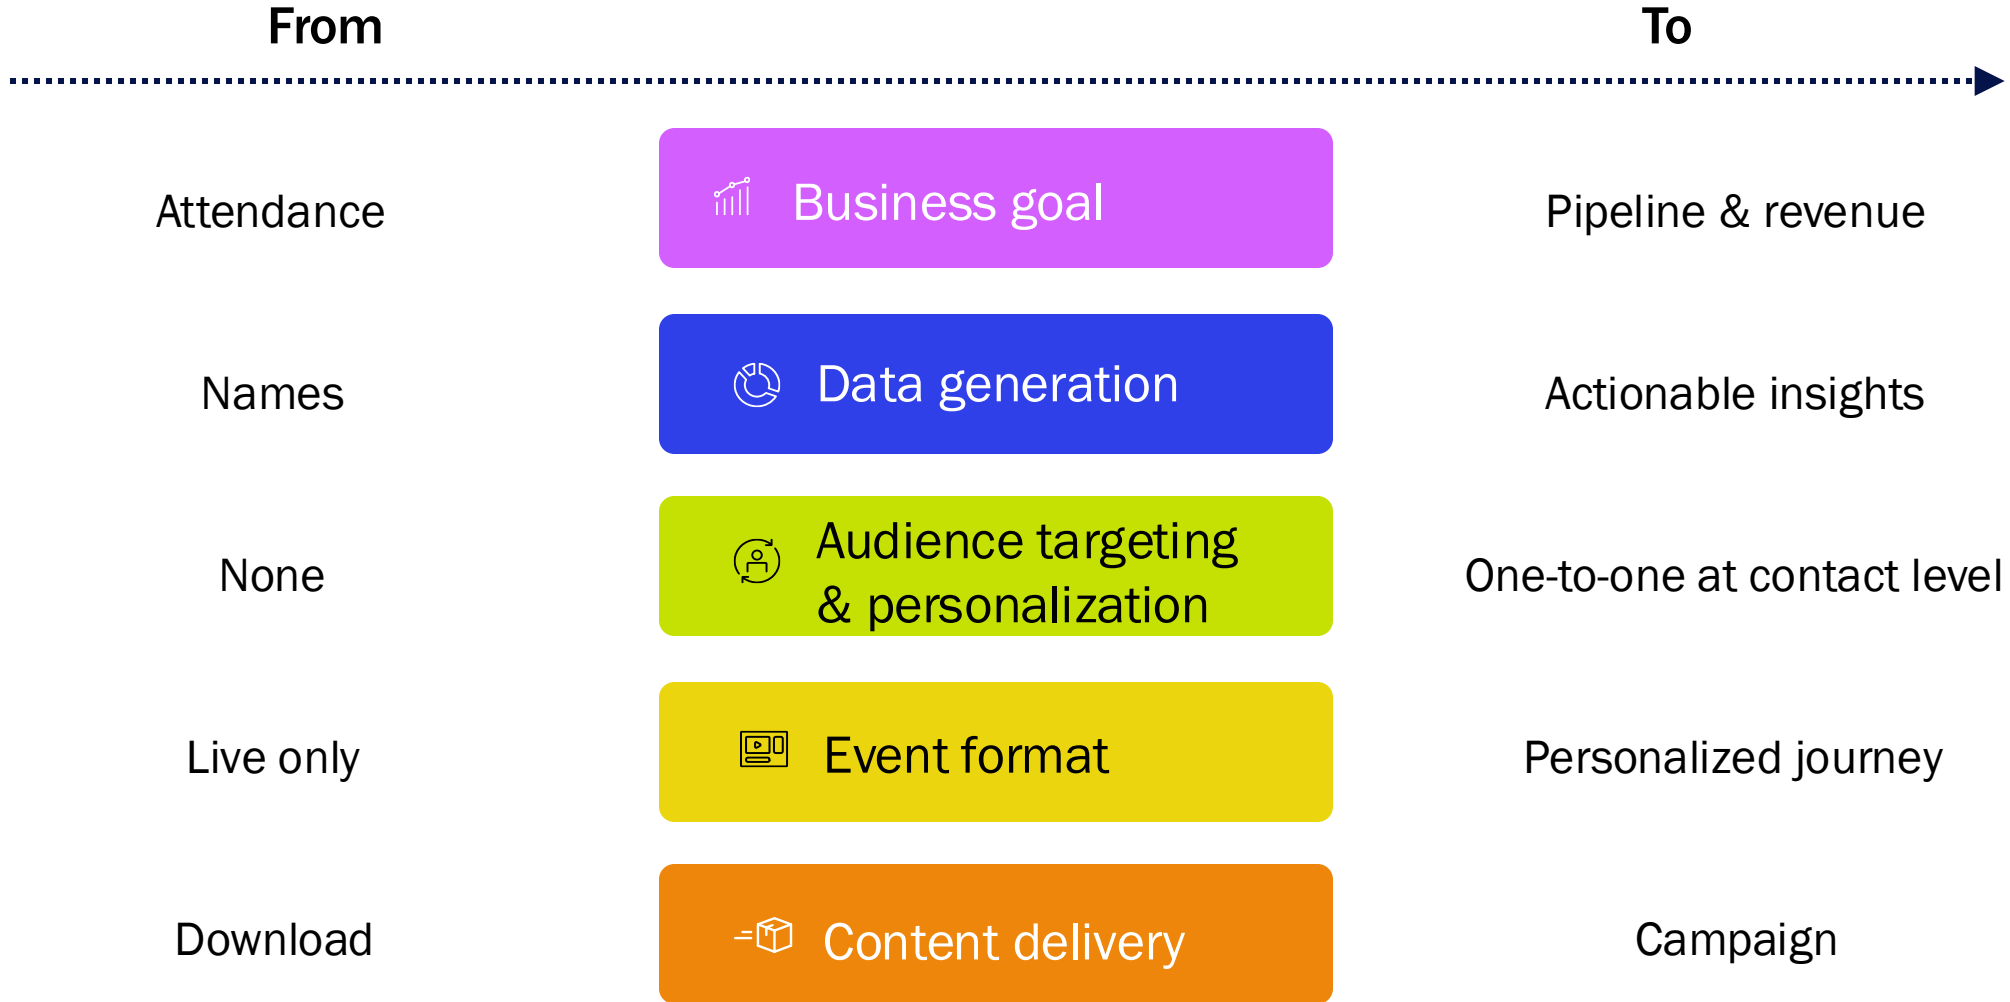 From
To
Attendance
Business goal
Pipeline & revenue
Names
Data generation
Actionable insights
None
Audience targeting
& personalization
One-to-one at contact level
Live only
Event format
Personalized journey
Download
Content delivery
Campaign